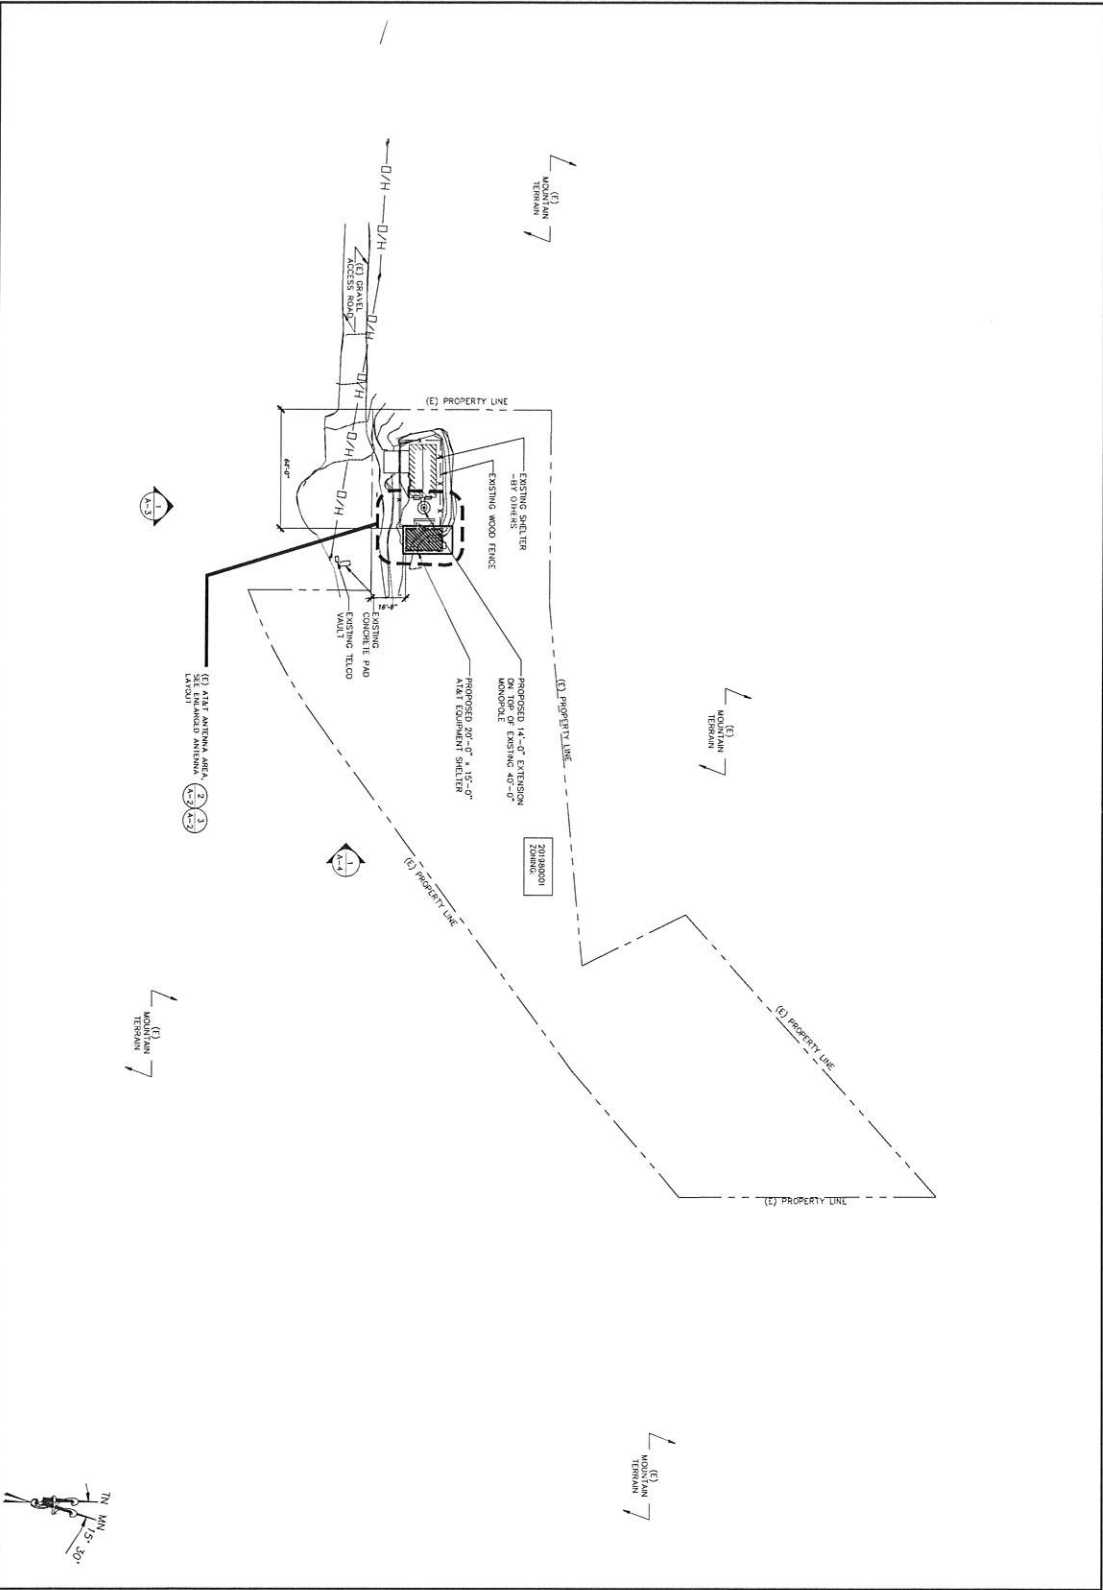 (E)
MOUNTAIN
TERRAIN
O/H
O/H
O/H
O/H
O/H
O/H
(E) GRAVEL
ACCESS ROAD
(E) PROPERTY LINE
EXISTING SHELTER
-BY OTHERS
EXISTING WOOD FENCE
64'-0"
1
A-3
16'-6"
EXISTING
CONCRETE PAD
EXISTING TELCO
VAULT
PROPOSED 14'-0" EXTENSION
ON TOP OF EXISTING 40'-0"
MONOPOLE
PROPOSED 20'-0" x 15'-0"
AT&T EQUIPMENT SHELTER
(E) PROPERTY LINE
(E)
MOUNTAIN
TERRAIN
(E) AT&T ANTENNA AREA,
SEE ENLARGED ANTENNA
LAYOUT
2
A-2
3
A-2
ZONING:
201980001
1
A-4
(E) PROPERTY LINE
(E) PROPERTY LINE
(E)
MOUNTAIN
TERRAIN
(E) PROPERTY LINE
(E)
MOUNTAIN
TERRAIN
TN
MN
15° 30'